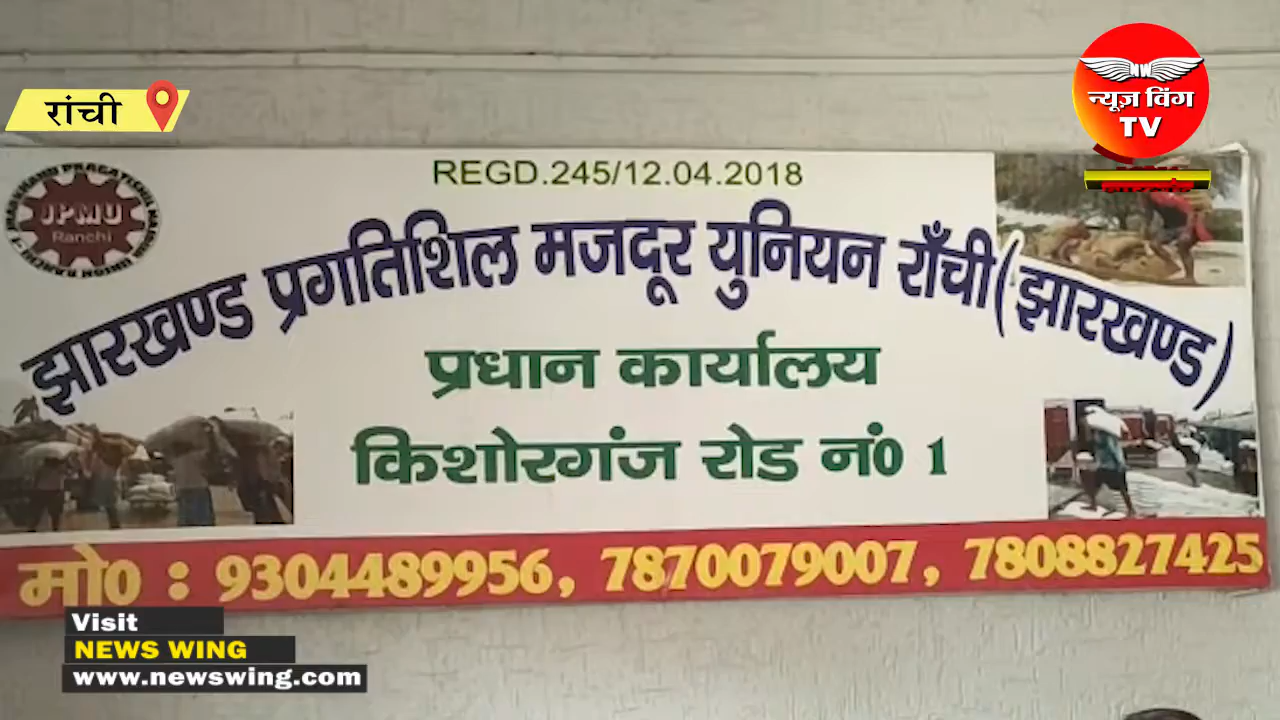 रांची
NW
न्यूज़ विंग
TV
REGD.245/12.04.2018
JPMU
Ranchi
झारखण्ड प्रगतिशिल मजदूर युनियन राँची (झारखण्ड)
प्रधान कार्यालय
किशोरगंज रोड नं0 1
मो0 : 9304489956, 7870079007, 7808827425
Visit
NEWS WING
www.newswing.com